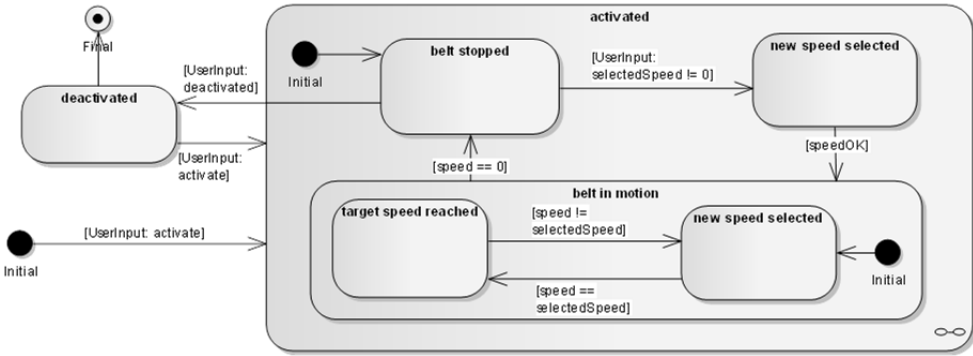 activated
Final
Initial
belt stopped
[UserInput:
selectedSpeed != 0]
new speed selected
[UserInput:
deactivated]
deactivated
[UserInput:
activate]
[speed == 0]
[speedOK]
belt in motion
target speed reached
[speed !=
selectedSpeed]
new speed selected
[UserInput: activate]
Initial
Initial
[speed ==
selectedSpeed]